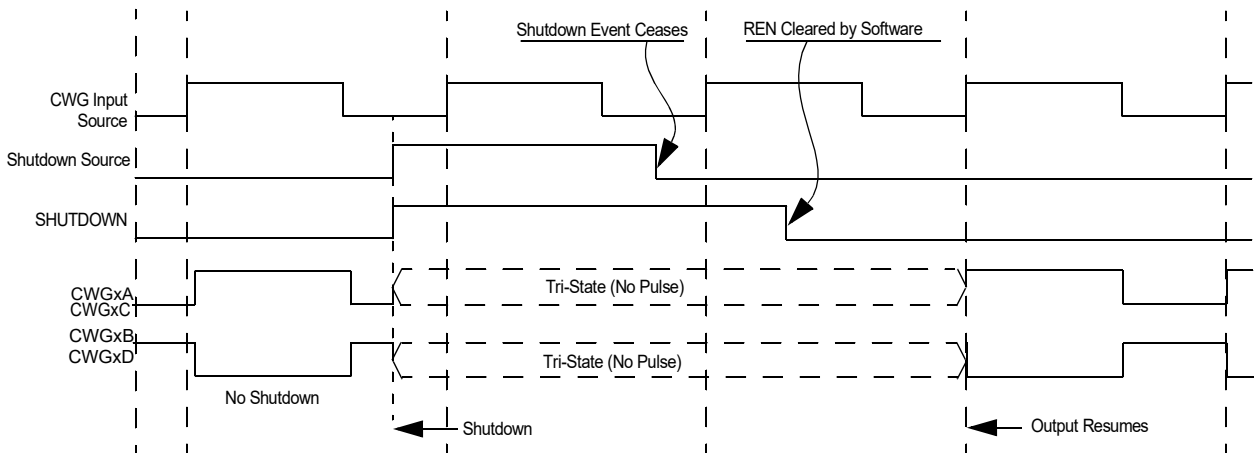 Shutdown Event Ceases
REN Cleared by Software
CWG Input
Source
Shutdown Source
SHUTDOWN
Tri-State (No Pulse)
CWGxA
CWGxC
CWGxB
CWGxD
Tri-State (No Pulse)
No Shutdown
Shutdown
Output Resumes